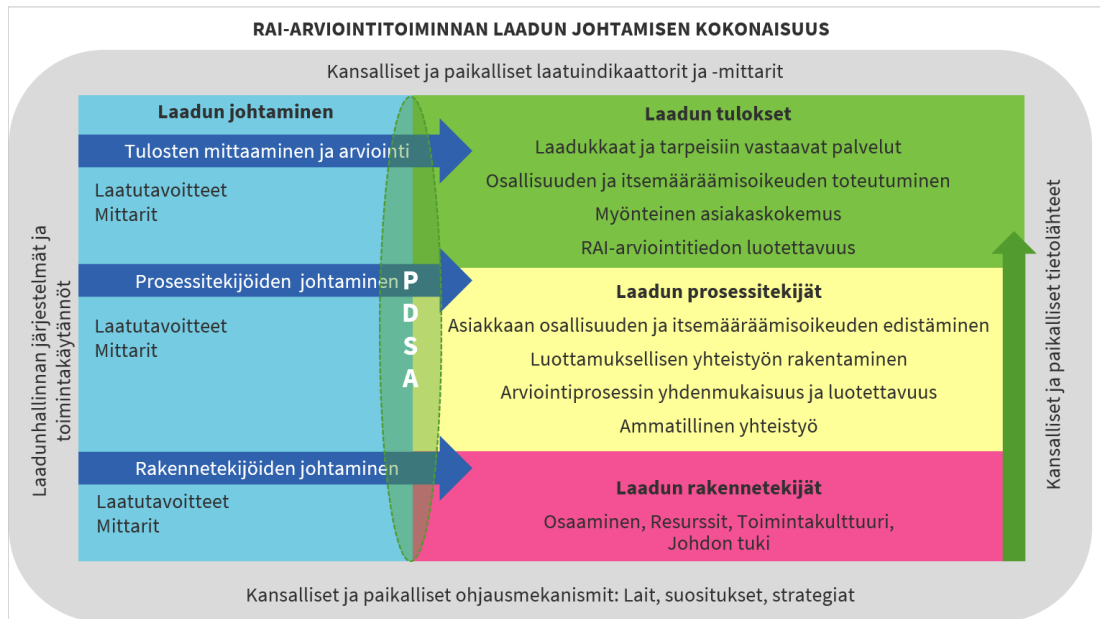 RAI-ARVIOINTITOIMINNAN LAADUN JOHTAMISEN KOKONAISUUS
Kansalliset ja paikalliset laatuindikaattorit ja -mittarit
Laadunhallinnan järjestelmät ja
toimintakäytännöt
Laadun johtaminen
Tulosten mittaaminen ja arviointi
Laatutavoitteet
Mittarit
Prosessitekijöiden johtaminen
Laatutavoitteet
Mittarit
Rakennetekijöiden johtaminen
Laatutavoitteet
Mittarit
P
D
S
A
Laadun tulokset
Laadukkaat ja tarpeisiin vastaavat palvelut
Osallisuuden ja itsemääräämisoikeuden toteutuminen
Myönteinen asiakaskokemus
RAI-arviointitiedon luotettavuus
Laadun prosessitekijät
Asiakkaan osallisuuden ja itsemääräämisoikeuden edistäminen
Luottamuksellisen yhteistyön rakentaminen
Arviointiprosessin yhdenmukaisuus ja luotettavuus
Ammatillinen yhteistyö
Laadun rakennetekijät
Osaaminen, Resurssit, Toimintakulttuuri,
Johdon tuki
Kansalliset ja paikalliset tietolähteet
Kansalliset ja paikalliset ohjausmekanismit: Lait, suositukset, strategiat